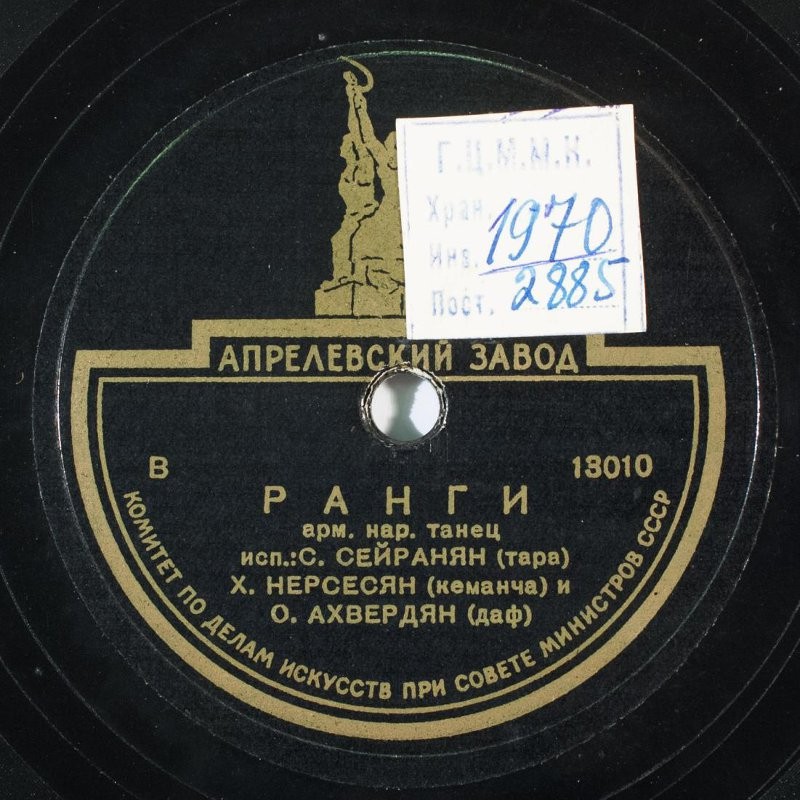 Г.Ц.М.М.К.
Хран.
Инв. 1970
Пост. 2885
АПРЕЛЕВСКИЙ ЗАВОД
В 13010
РАНГИ
арм. нар. танец
исп.: С. СЕЙРАНЯН (тара)
Х. НЕРСЕСЯН (кеманча) и
О. АХВЕРДЯН (даф)
КОМИТЕТ ПО ДЕЛАМ ИСКУССТВ ПРИ СОВЕТЕ МИНИСТРОВ СССР